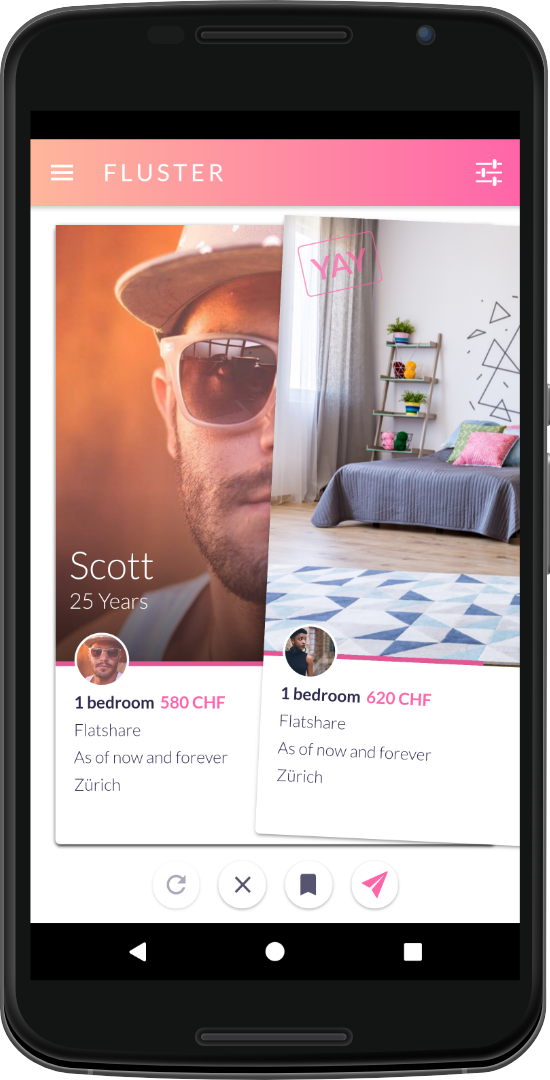 FLUSTER
YAY
Scott
25 Years
1 bedroom 580 CHF
Flatshare
As of now and forever
Zürich
1 bedroom 620 CHF
Flatshare
As of now and forever
Zürich